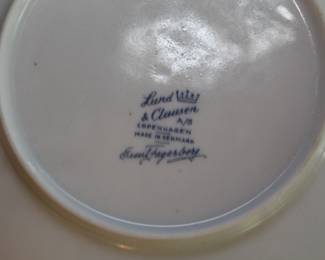 Lund
& Clausen
A/S
COPENHAGEN
MADE IN DENMARK